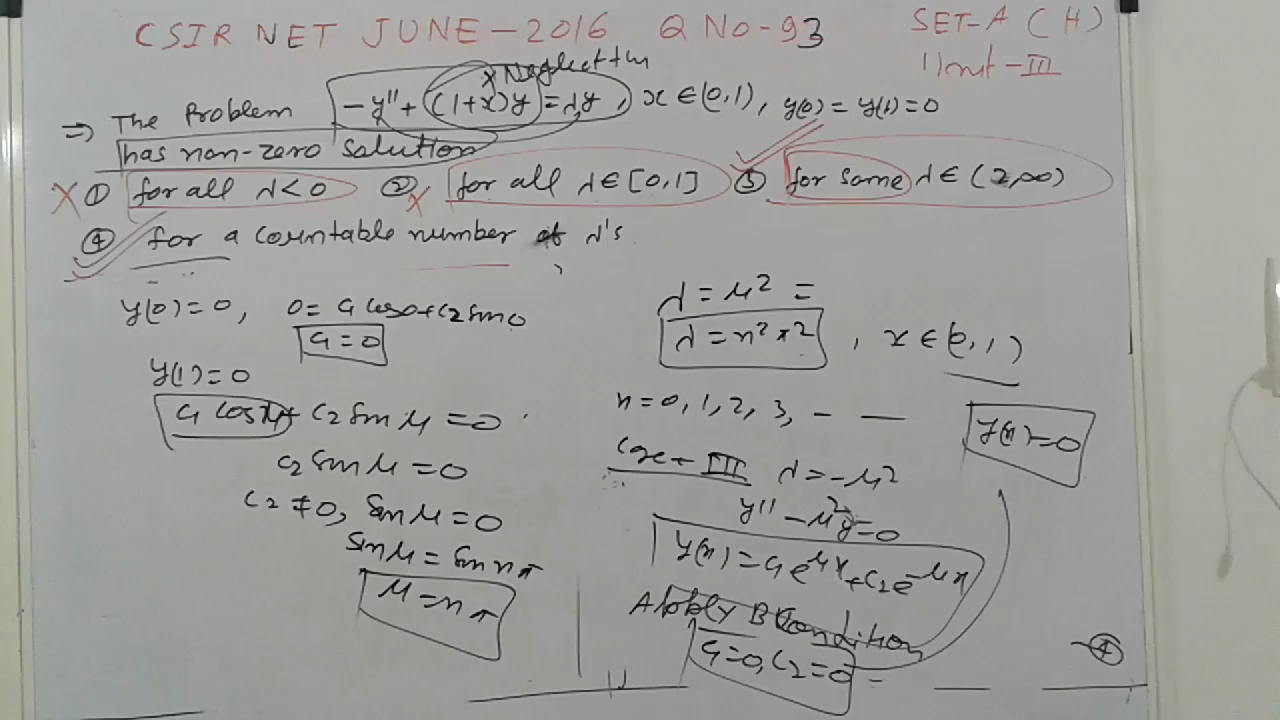 CSIR NET JUNE-2016 Q NO-93 SET-A (H)
Unit-III
x Neglect
⇒ The Problem -y'' + (1+x)y = λy, x ∈ (0,1), y(0) = y(1) = 0
has non-zero solution
X ① for all λ<0 ② X for all λ ∈ [0,1] ③ for some λ ∈ (2,∞)
④ for a countable number of λ's.
y(0)=0, 0 = C1 cos0 + C2 sin0
C1 = 0
y(1) = 0
C1 cosμ + C2 sin μ = 0
C2 sin μ = 0
C2 ≠ 0, sin μ = 0
sin μ = sin nπ
μ = nπ
λ = μ² =
λ = n²π², x ∈ (0,1)
n = 0, 1, 2, 3, - —
y(x) = 0
Case-III λ = -μ²
y'' - μ²y = 0
y(x) = C1 e^μx + C2 e^-μx
Apply B Condition
C1 = 0, C2 = 0
④